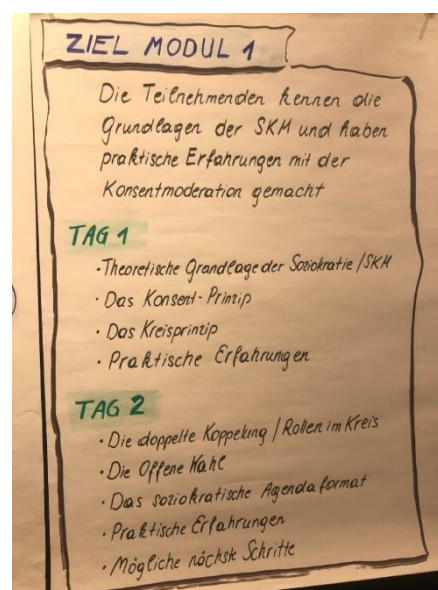 ZIEL MODUL 1
Die Teilnehmenden kennen die
Grundlagen der SKM und haben
praktische Erfahrungen mit der
Konsentmoderation gemacht
TAG 1
· Theoretische Grundlage der Soziokratie / SKM
· Das Konsent-Prinzip
· Das Kreisprinzip
· Praktische Erfahrungen
TAG 2
· Die doppelte Koppelung / Rollen im Kreis
· Die Offene Wahl
· Das soziokratische Agendaformat
· Praktische Erfahrungen
· Mögliche nächste Schritte